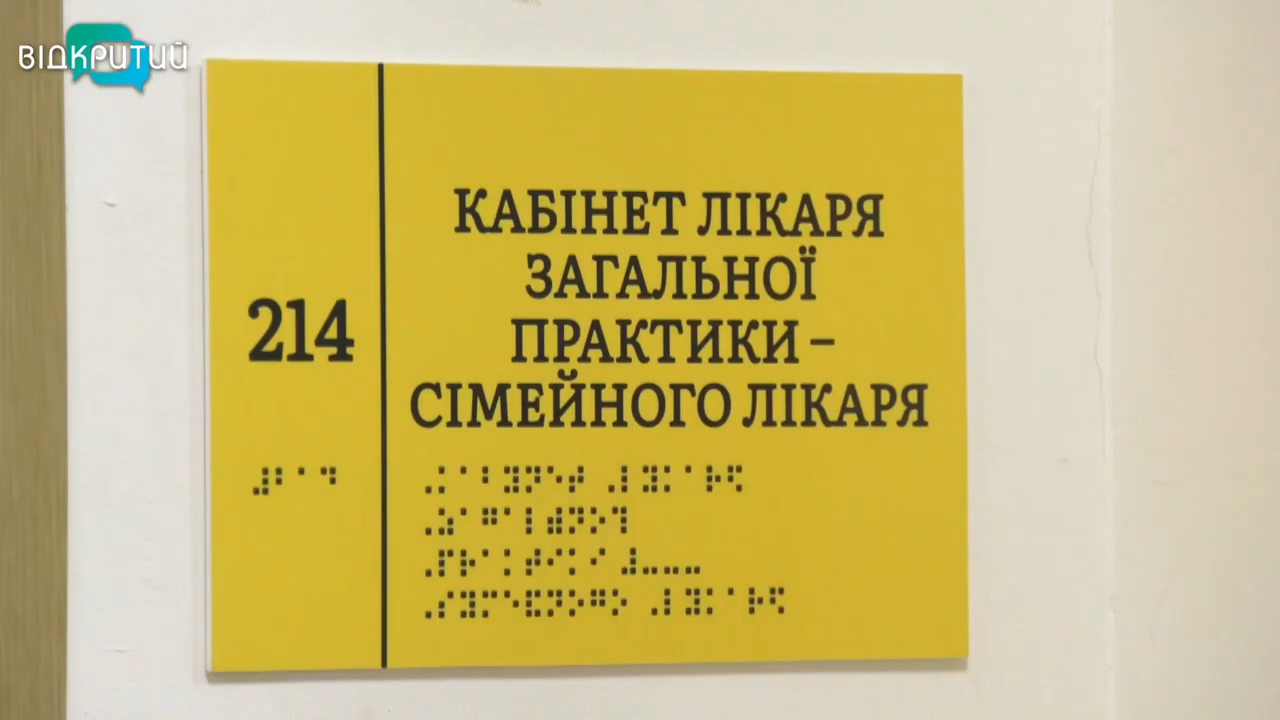 ВІДКРИТИЙ
214
КАБІНЕТ ЛІКАРЯ
ЗАГАЛЬНОЇ
ПРАКТИКИ –
СІМЕЙНОГО ЛІКАРЯ